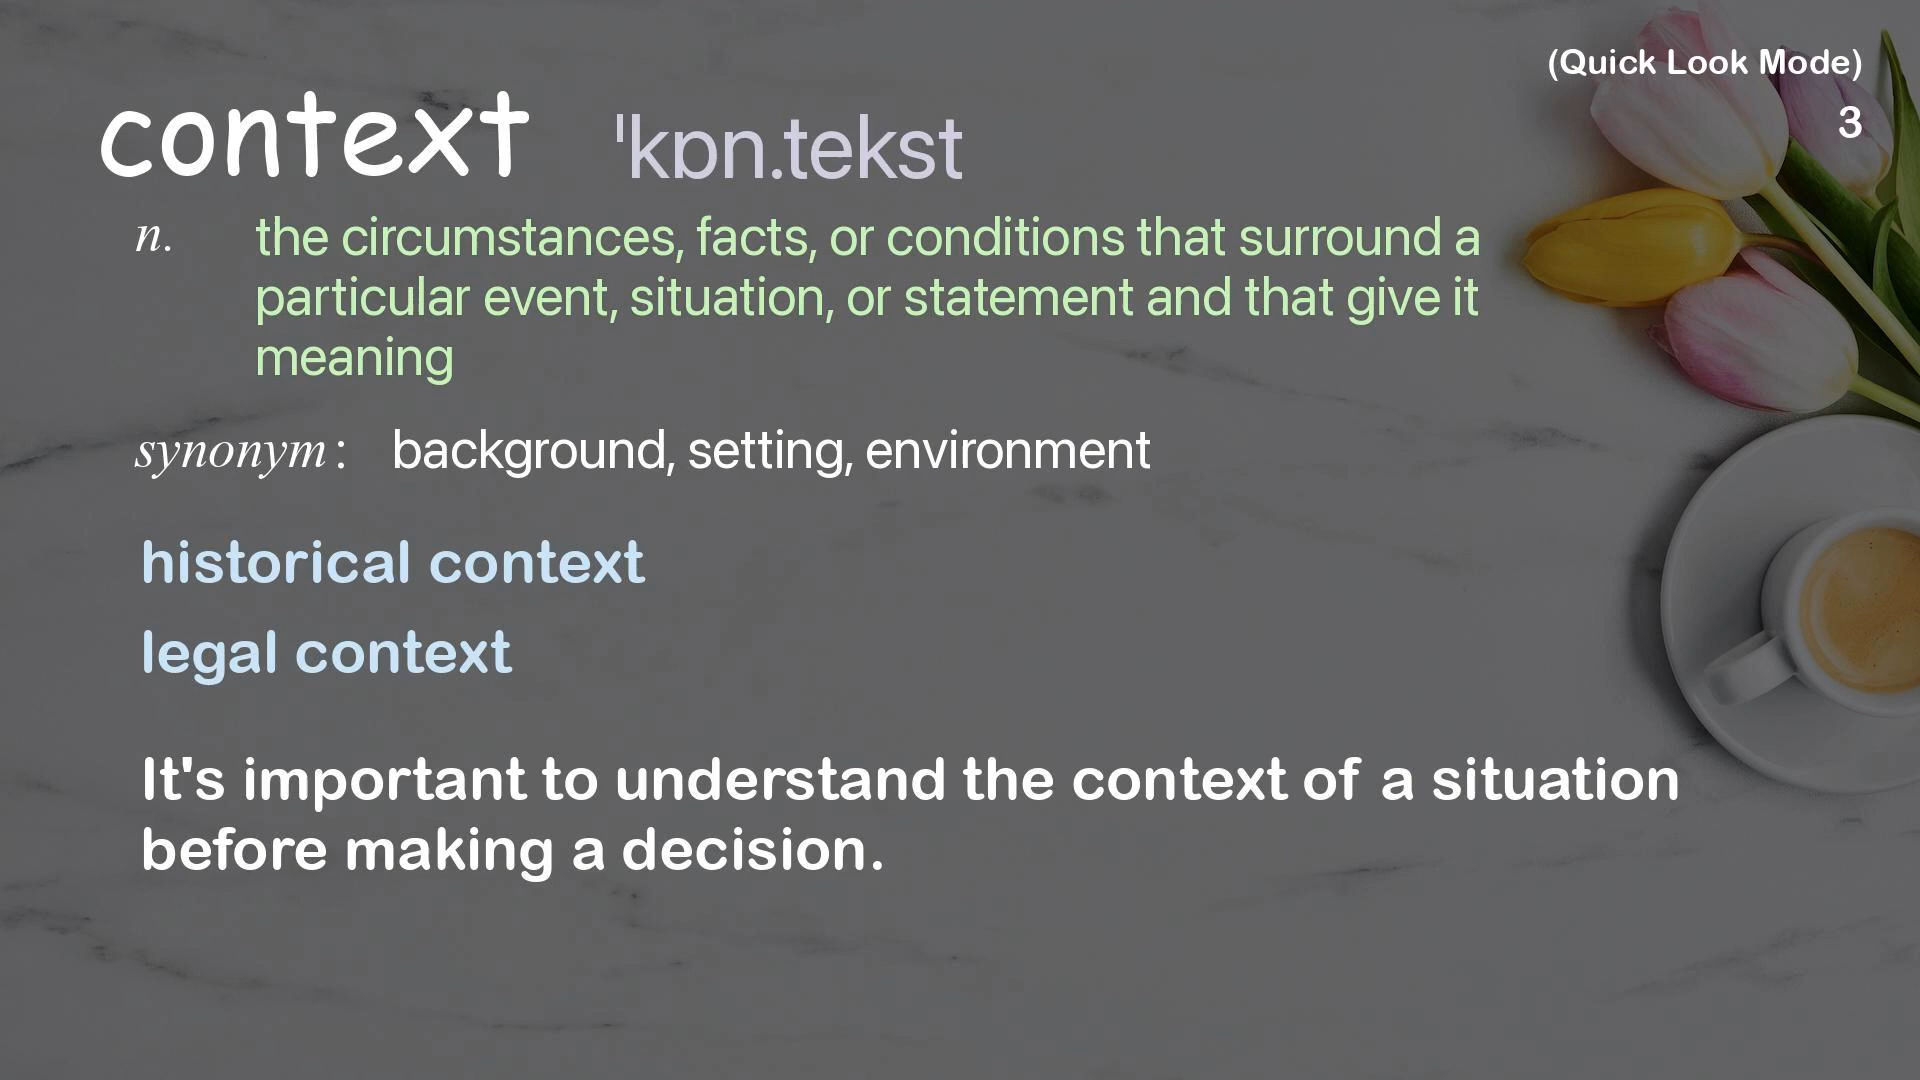 (Quick Look Mode)
3
context ˈkɒn.tekst
n. the circumstances, facts, or conditions that surround a
particular event, situation, or statement and that give it
meaning
synonym : background, setting, environment
historical context
legal context
It's important to understand the context of a situation
before making a decision.